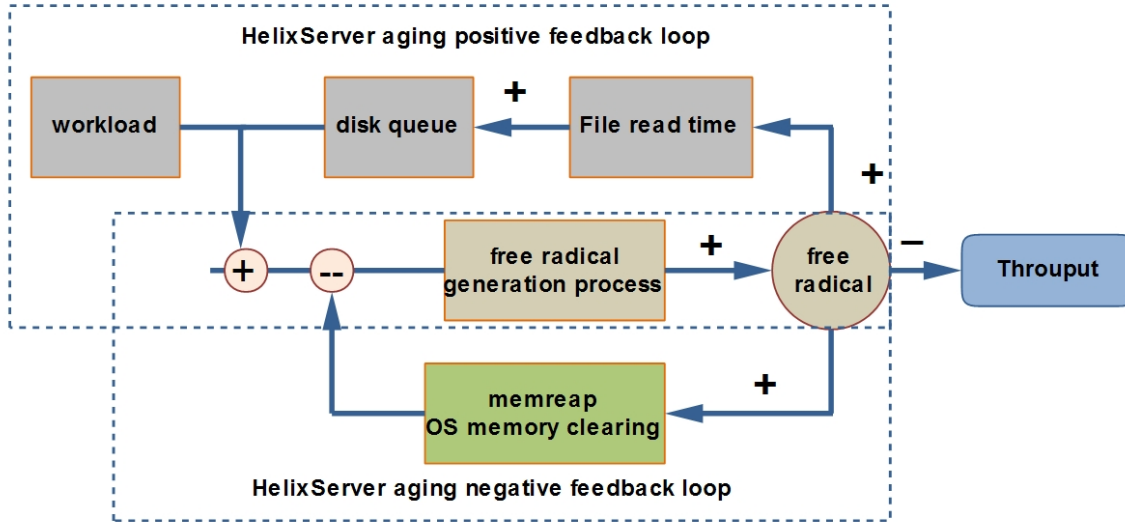 HelixServer aging positive feedback loop
workload
disk queue
+
File read time
+
+
--
free radical
generation process
+
free
radical
–
Throuput
memreap
OS memory clearing
+
HelixServer aging negative feedback loop